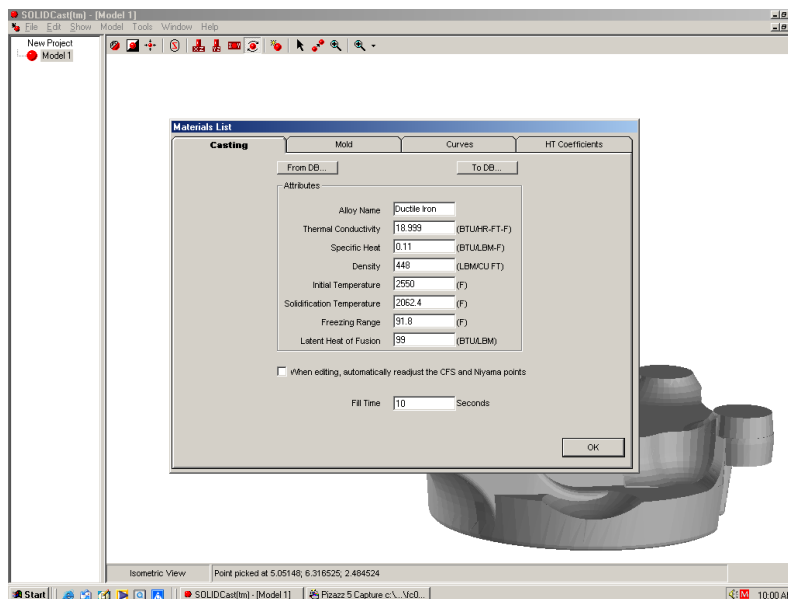 SOLIDCast(tm) - [Model 1]
File Edit Show Model Tools Window Help
New Project
Model 1
Materials List
Casting Mold Curves HT Coefficients
From DB... To DB...
Attributes
Alloy Name Ductile Iron
Thermal Conductivity 18.999 (BTU/HR-FT-F)
Specific Heat 0.11 (BTU/LBM-F)
Density 448 (LBM/CU FT)
Initial Temperature 2550 (F)
Solidification Temperature 2062.4 (F)
Freezing Range 91.8 (F)
Latent Heat of Fusion 99 (BTU/LBM)
When editing, automatically readjust the CFS and Niyama points
Fill Time 10 Seconds
OK
Isometric View Point picked at 5.05148; 6.316525; 2.484524
Start SOLIDCast(tm) - [Model 1] Pizazz 5 Capture c:\...\fc0... 10:00 AM